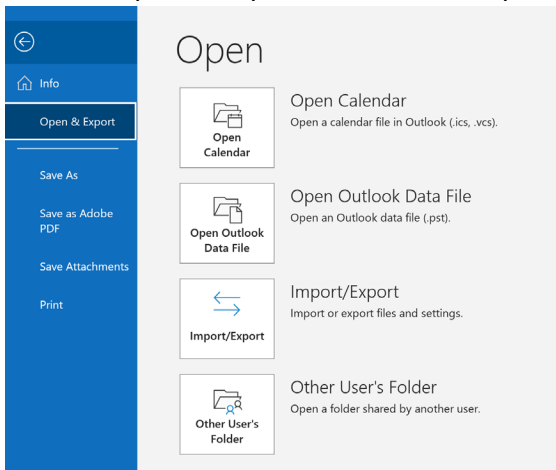 Info
Open & Export
Save As
Save as Adobe
PDF
Save Attachments
Print
Open
Open
Calendar
Open Calendar
Open a calendar file in Outlook (.ics, .vcs).
Open Outlook
Data File
Open Outlook Data File
Open an Outlook data file (.pst).
Import/Export
Import/Export
Import or export files and settings.
Other User's
Folder
Other User's Folder
Open a folder shared by another user.